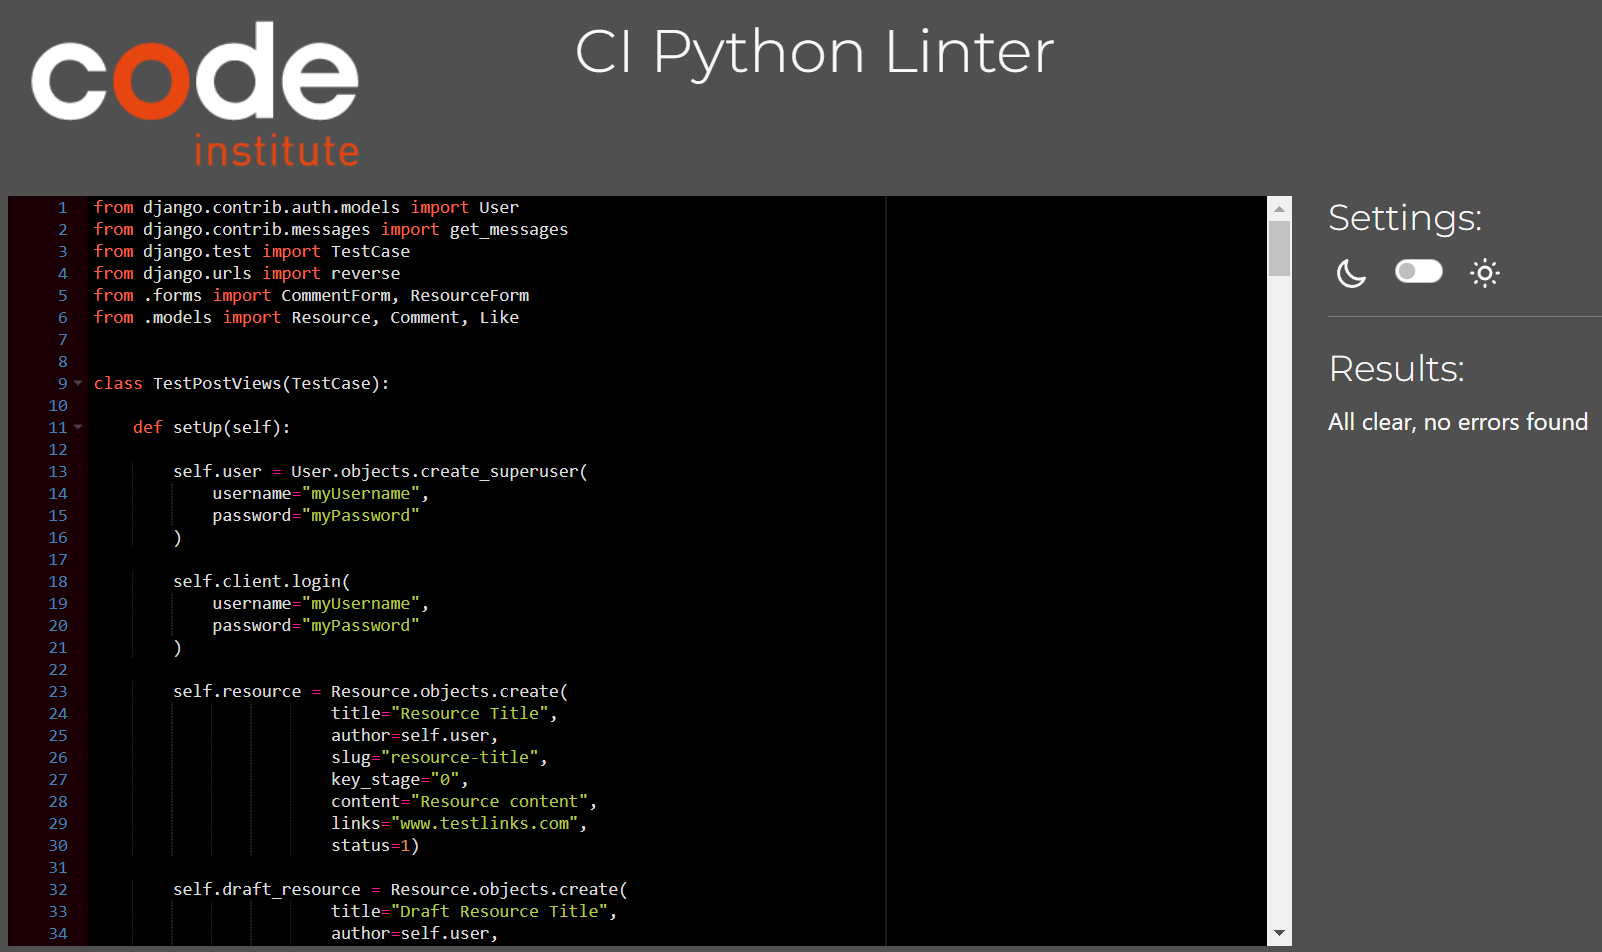 code
institute
CI Python Linter
1 from django.contrib.auth.models import User
2 from django.contrib.messages import get_messages
3 from django.test import TestCase
4 from django.urls import reverse
5 from .forms import CommentForm, ResourceForm
6 from .models import Resource, Comment, Like
7
8
9 class TestPostViews(TestCase):
10
11     def setUp(self):
12
13         self.user = User.objects.create_superuser(
14             username="myUsername",
15             password="myPassword"
16         )
17
18         self.client.login(
19             username="myUsername",
20             password="myPassword"
21         )
22
23         self.resource = Resource.objects.create(
24                         title="Resource Title",
25                         author=self.user,
26                         slug="resource-title",
27                         key_stage="0",
28                         content="Resource content",
29                         links="www.testlinks.com",
30                         status=1)
31
32         self.draft_resource = Resource.objects.create(
33                         title="Draft Resource Title",
34                         author=self.user,
Settings:
Results:
All clear, no errors found